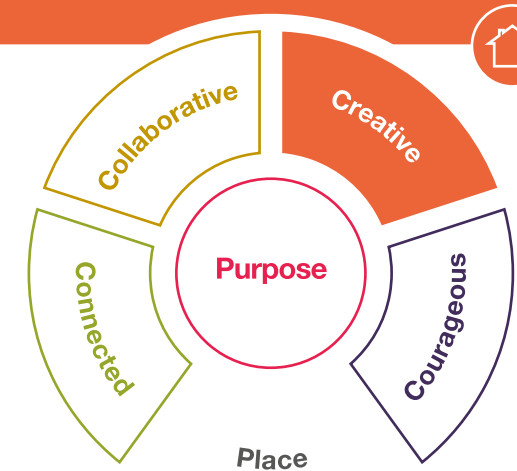 Collaborative
Creative
Purpose
Connected
Courageous
Place